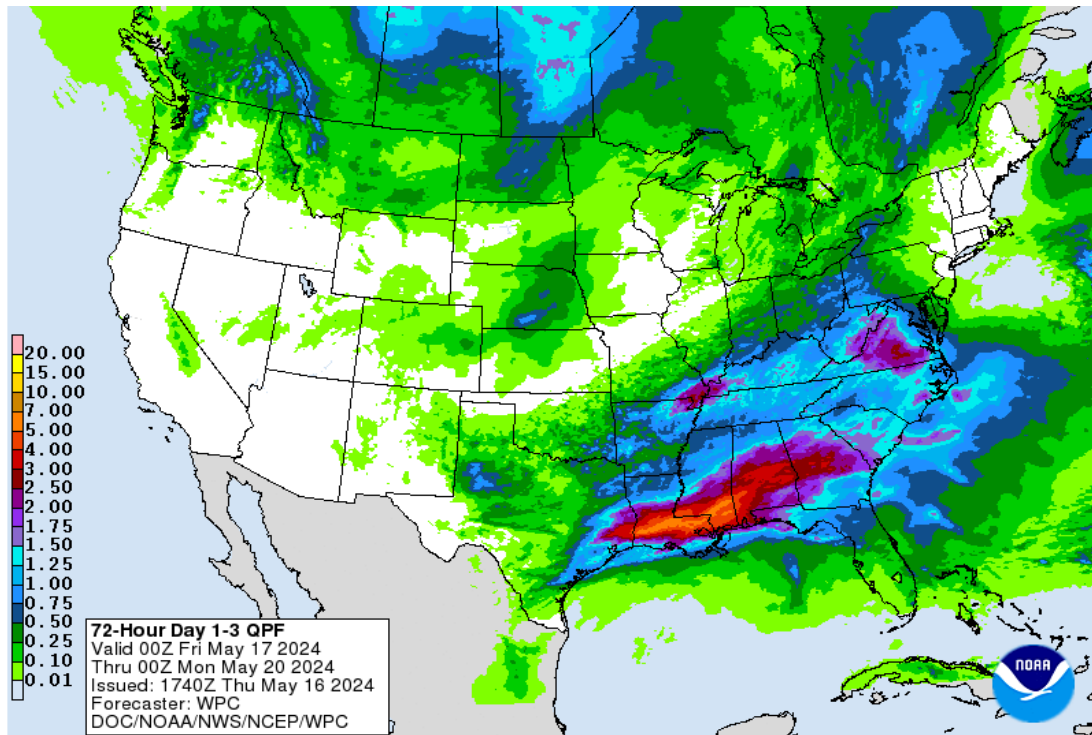 20.00
15.00
10.00
7.00
5.00
4.00
3.00
2.50
2.00
1.75
1.50
1.25
1.00
0.75
0.50
0.25
0.10
0.01
72-Hour Day 1-3 QPF
Valid 00Z Fri May 17 2024
Thru 00Z Mon May 20 2024
Issued: 1740Z Thu May 16 2024
Forecaster: WPC
DOC/NOAA/NWS/NCEP/WPC
NOAA